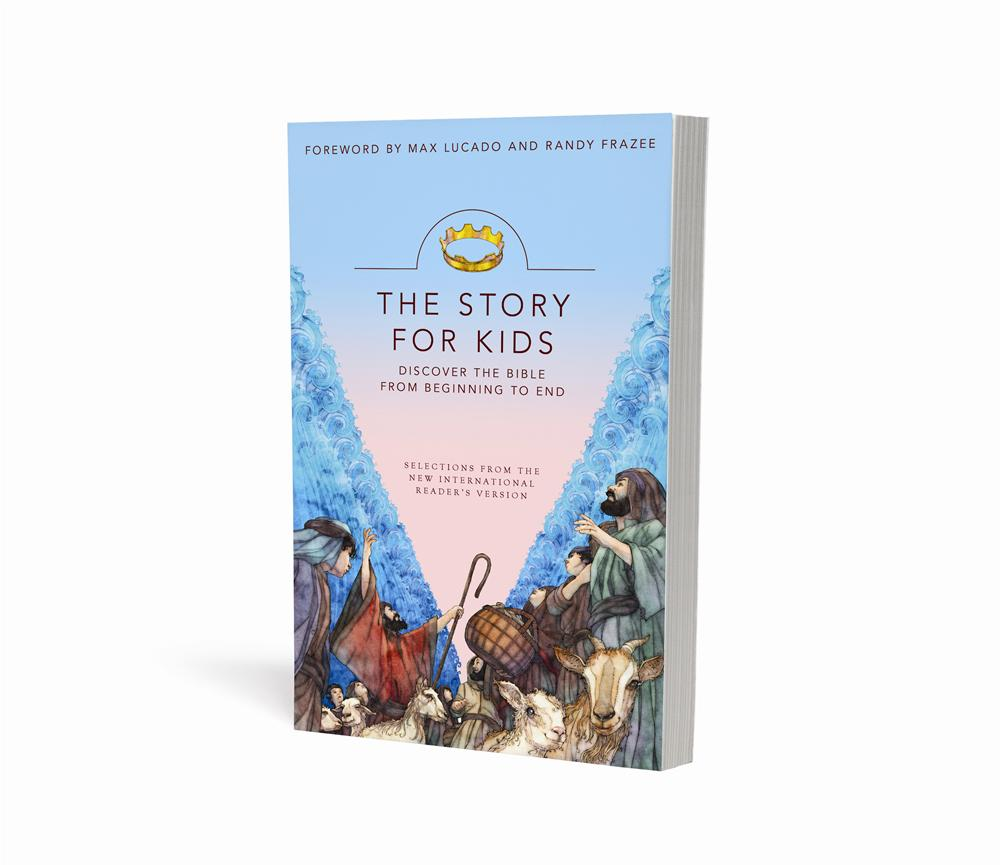 FOREWORD BY MAX LUCADO AND RANDY FRAZEE
THE STORY
FOR KIDS
DISCOVER THE BIBLE
FROM BEGINNING TO END
SELECTIONS FROM THE
NEW INTERNATIONAL
READER'S VERSION